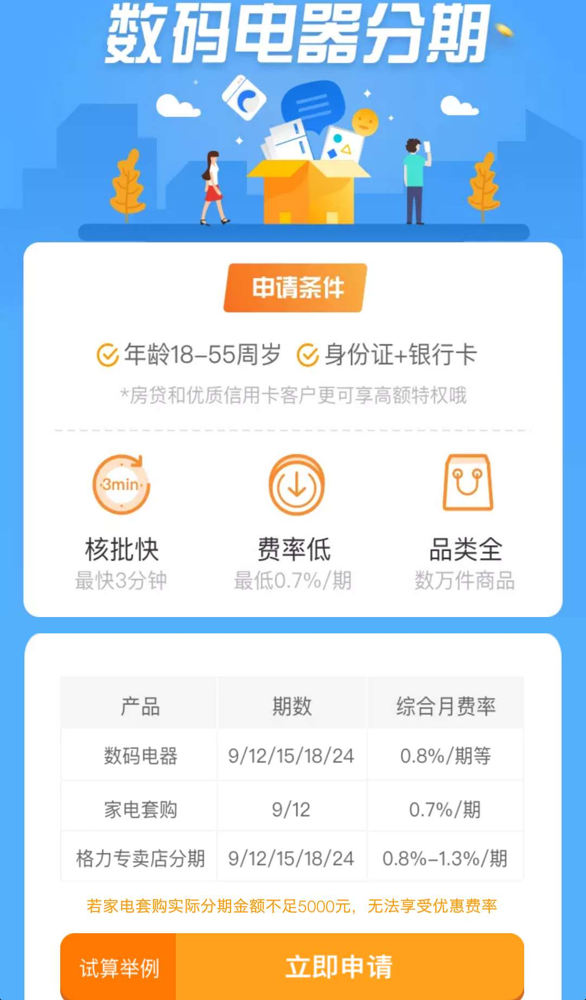 数码电器分期
申请条件
年龄18-55周岁 身份证+银行卡
*房贷和优质信用卡客户更可享高额特权哦
3min
核批快 费率低 品类全
最快3分钟 最低0.7%/期 数万件商品
产品 期数 综合月费率
数码电器 9/12/15/18/24 0.8%/期等
家电套购 9/12 0.7%/期
格力专卖店分期 9/12/15/18/24 0.8%-1.3%/期
若家电套购实际分期金额不足5000元，无法享受优惠费率
试算举例 立即申请